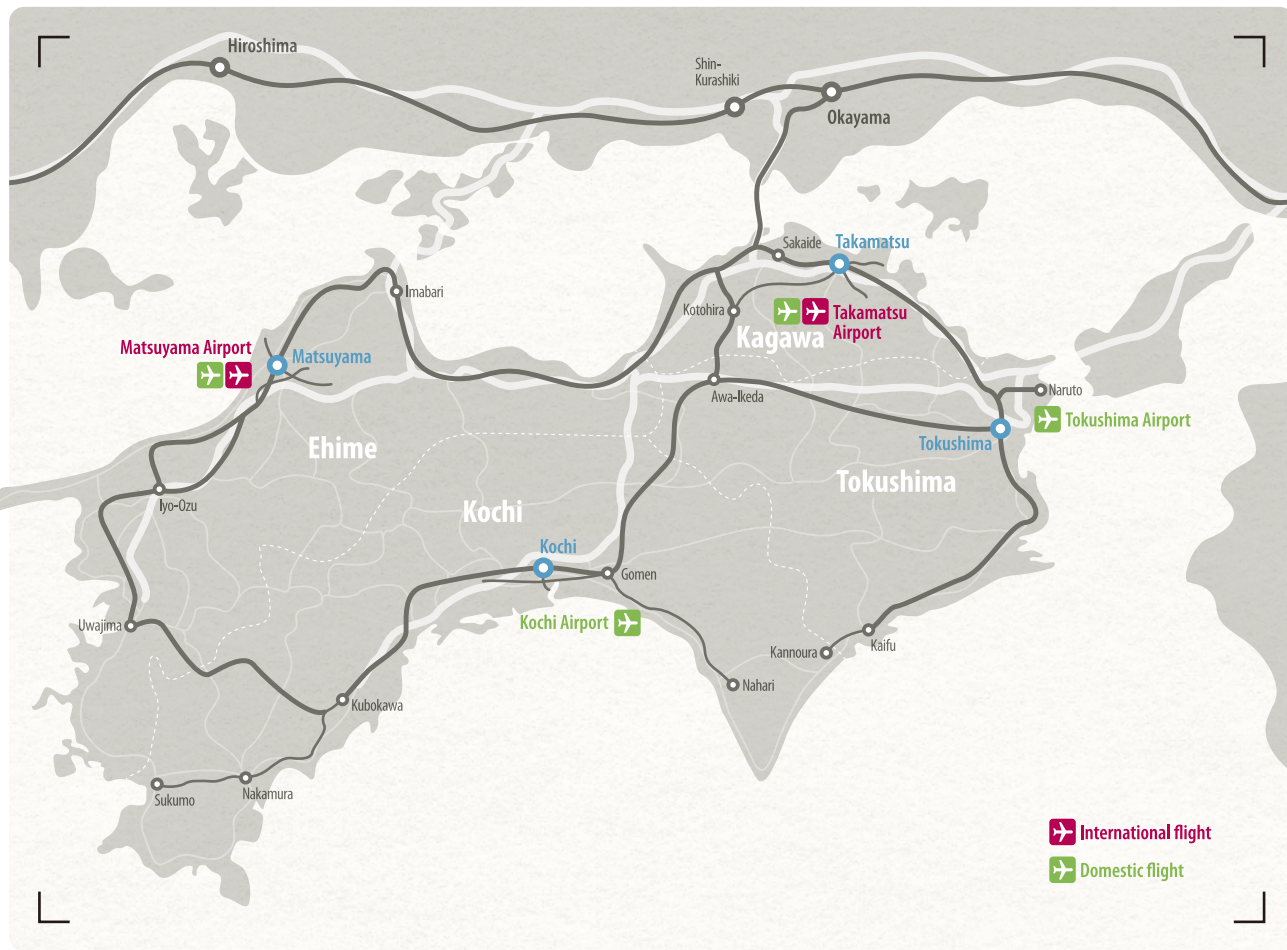 Hiroshima
Shin-
Kurashiki
Okayama
Sakaide
Takamatsu
Imabari
Kotohira
Takamatsu
Airport
Kagawa
Matsuyama Airport
Matsuyama
Awa-Ikeda
Naruto
Tokushima Airport
Tokushima
Ehime
Tokushima
Iyo-Ozu
Kochi
Kochi
Gomen
Kochi Airport
Uwajima
Kannoura
Kaifu
Nahari
Kubokawa
Sukumo
Nakamura
International flight
Domestic flight